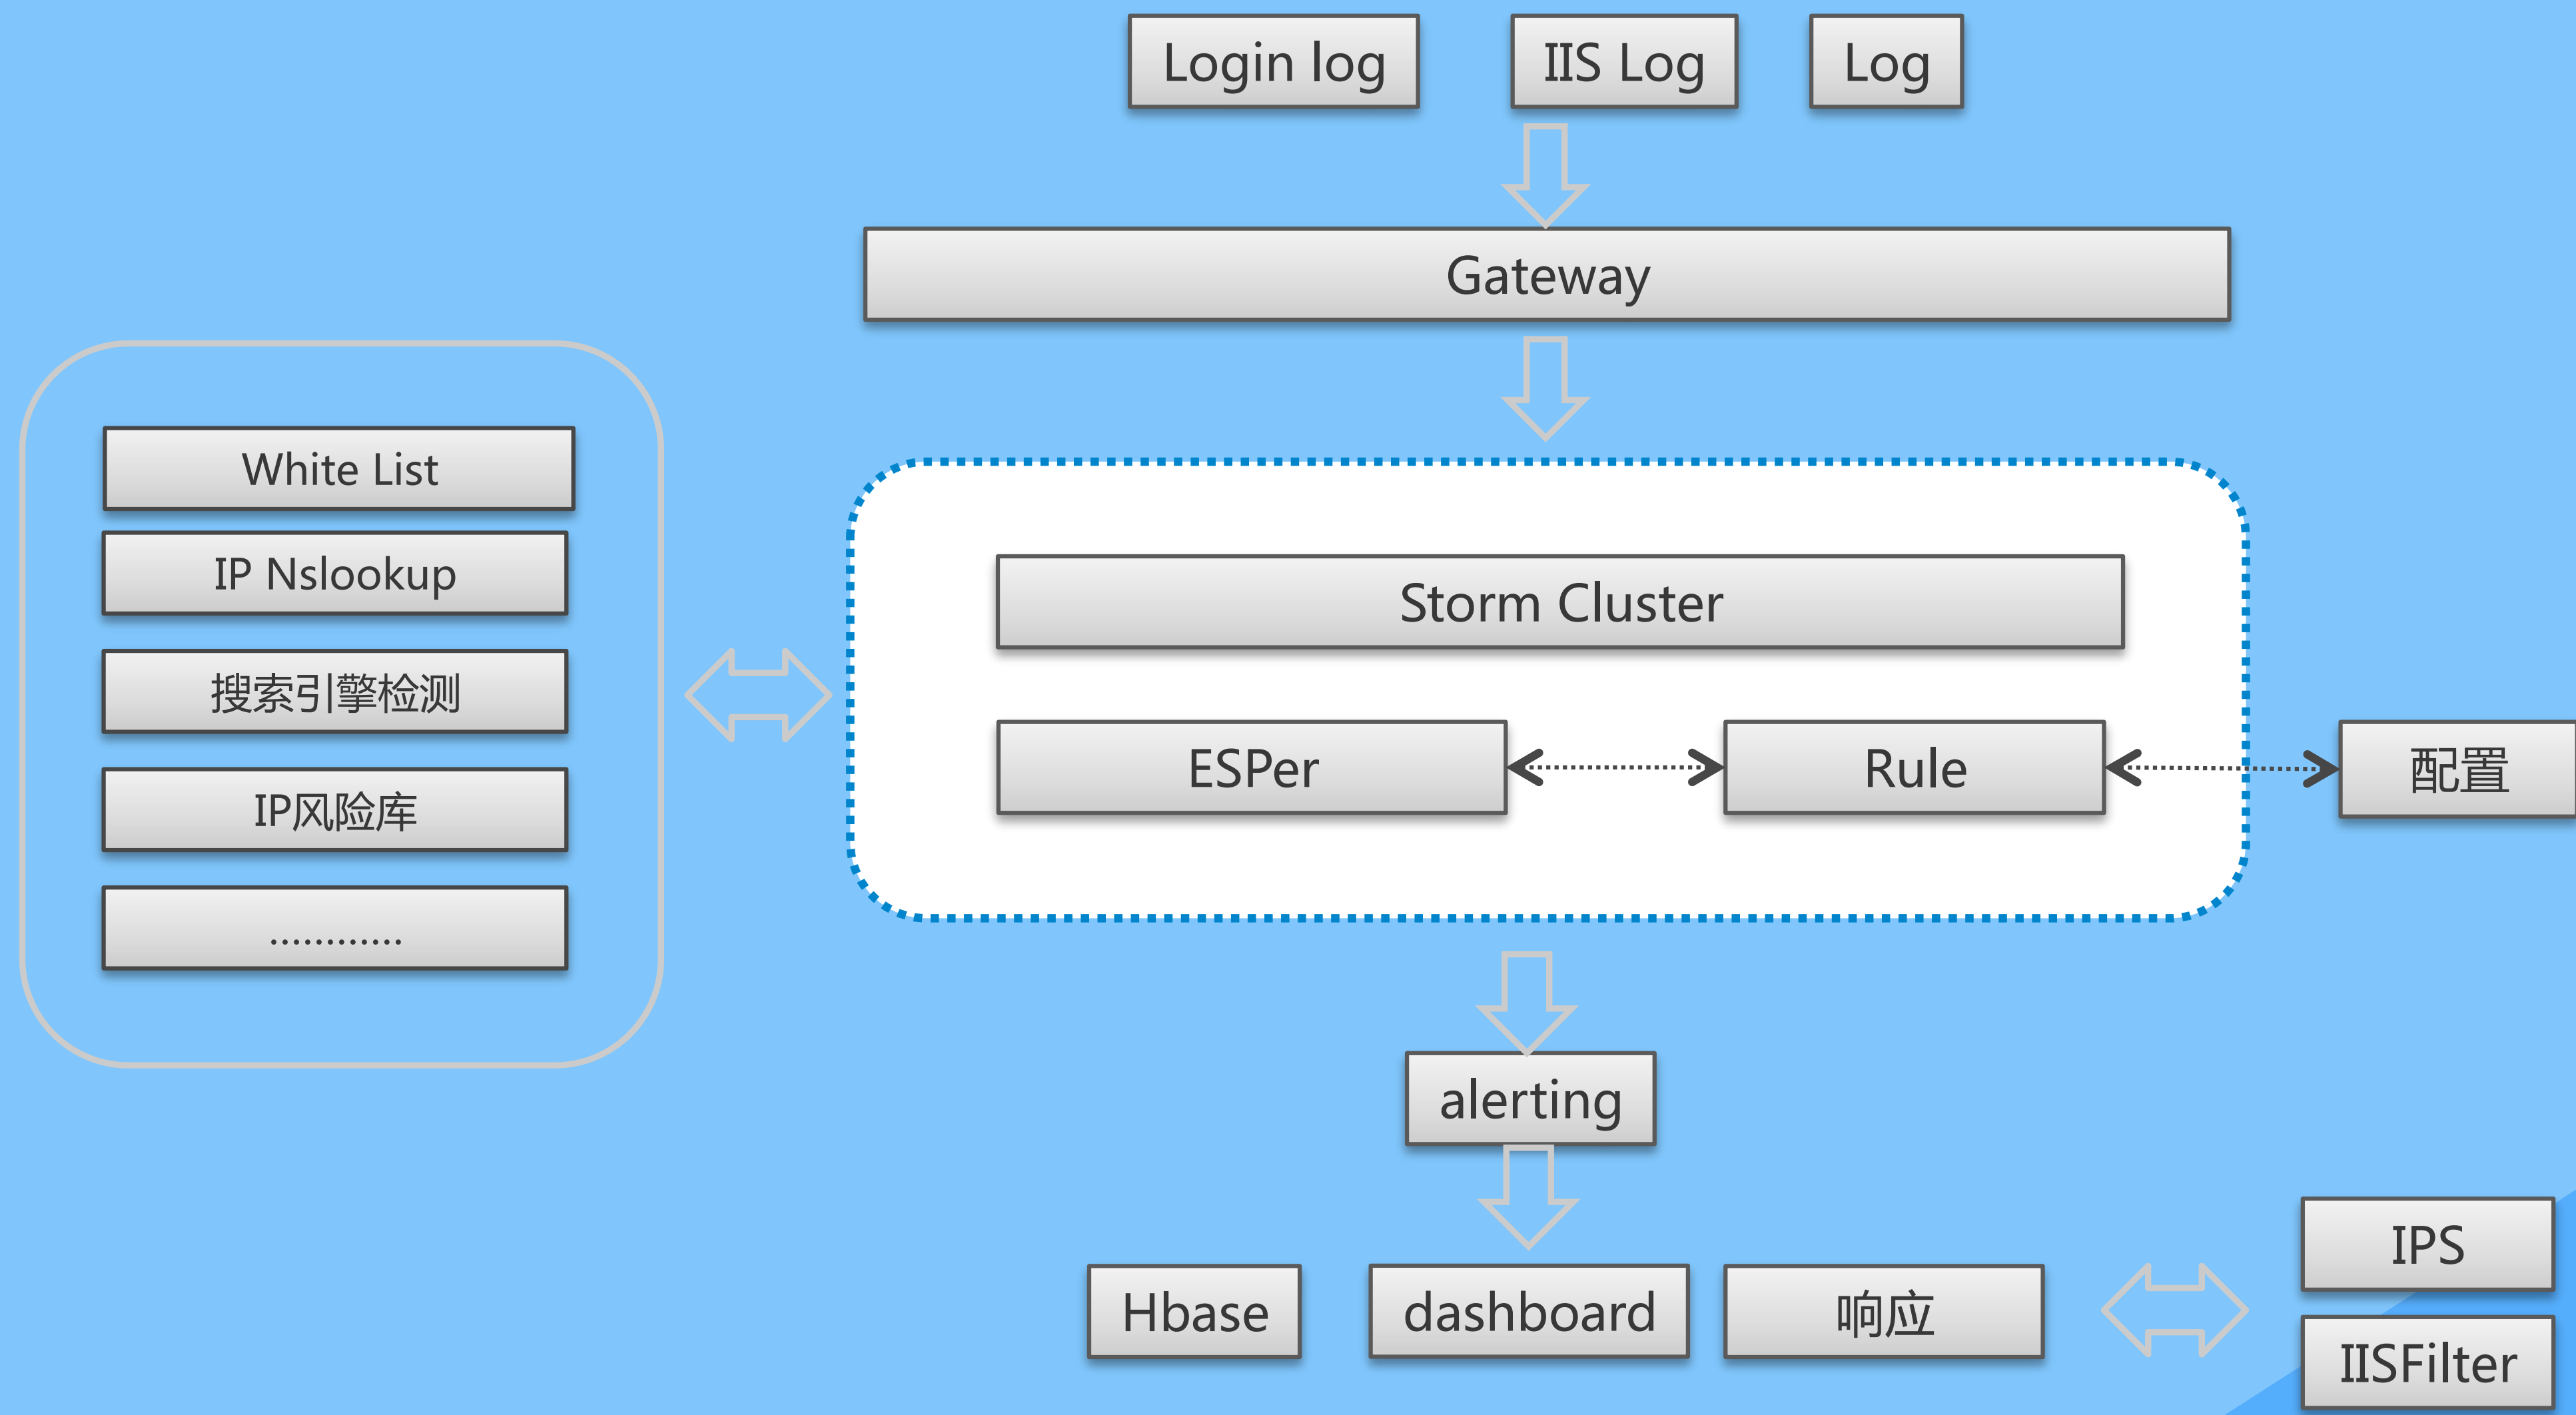 Login log
IIS Log
Log
Gateway
White List
IP Nslookup
搜索引擎检测
IP风险库
............
Storm Cluster
ESPer
Rule
配置
alerting
Hbase
dashboard
响应
IPS
IISFilter